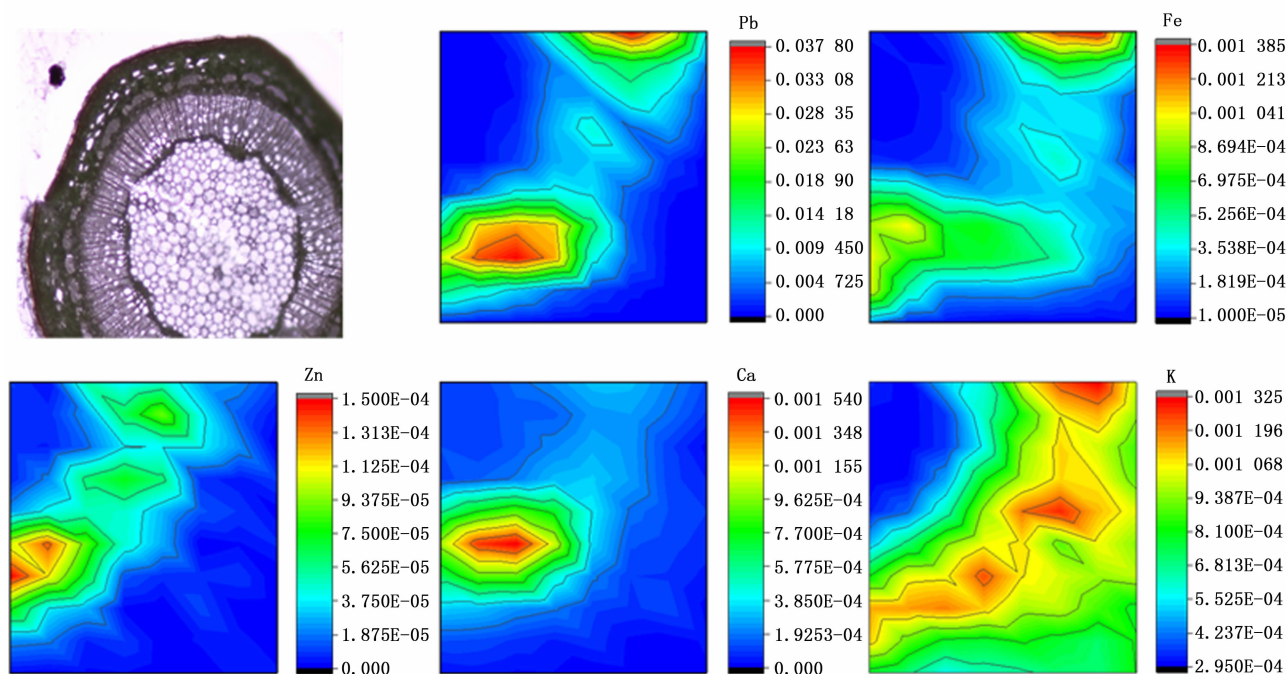 Pb
0.037 80
0.033 08
0.028 35
0.023 63
0.018 90
0.014 18
0.009 450
0.004 725
0.000
Fe
0.001 385
0.001 213
0.001 041
8.694E-04
6.975E-04
5.256E-04
3.538E-04
1.819E-04
1.000E-05
Zn
1.500E-04
1.313E-04
1.125E-04
9.375E-05
7.500E-05
5.625E-05
3.750E-05
1.875E-05
0.000
Ca
0.001 540
0.001 348
0.001 155
9.625E-04
7.700E-04
5.775E-04
3.850E-04
1.9253-04
0.000
K
0.001 325
0.001 196
0.001 068
9.387E-04
8.100E-04
6.813E-04
5.525E-04
4.237E-04
2.950E-04